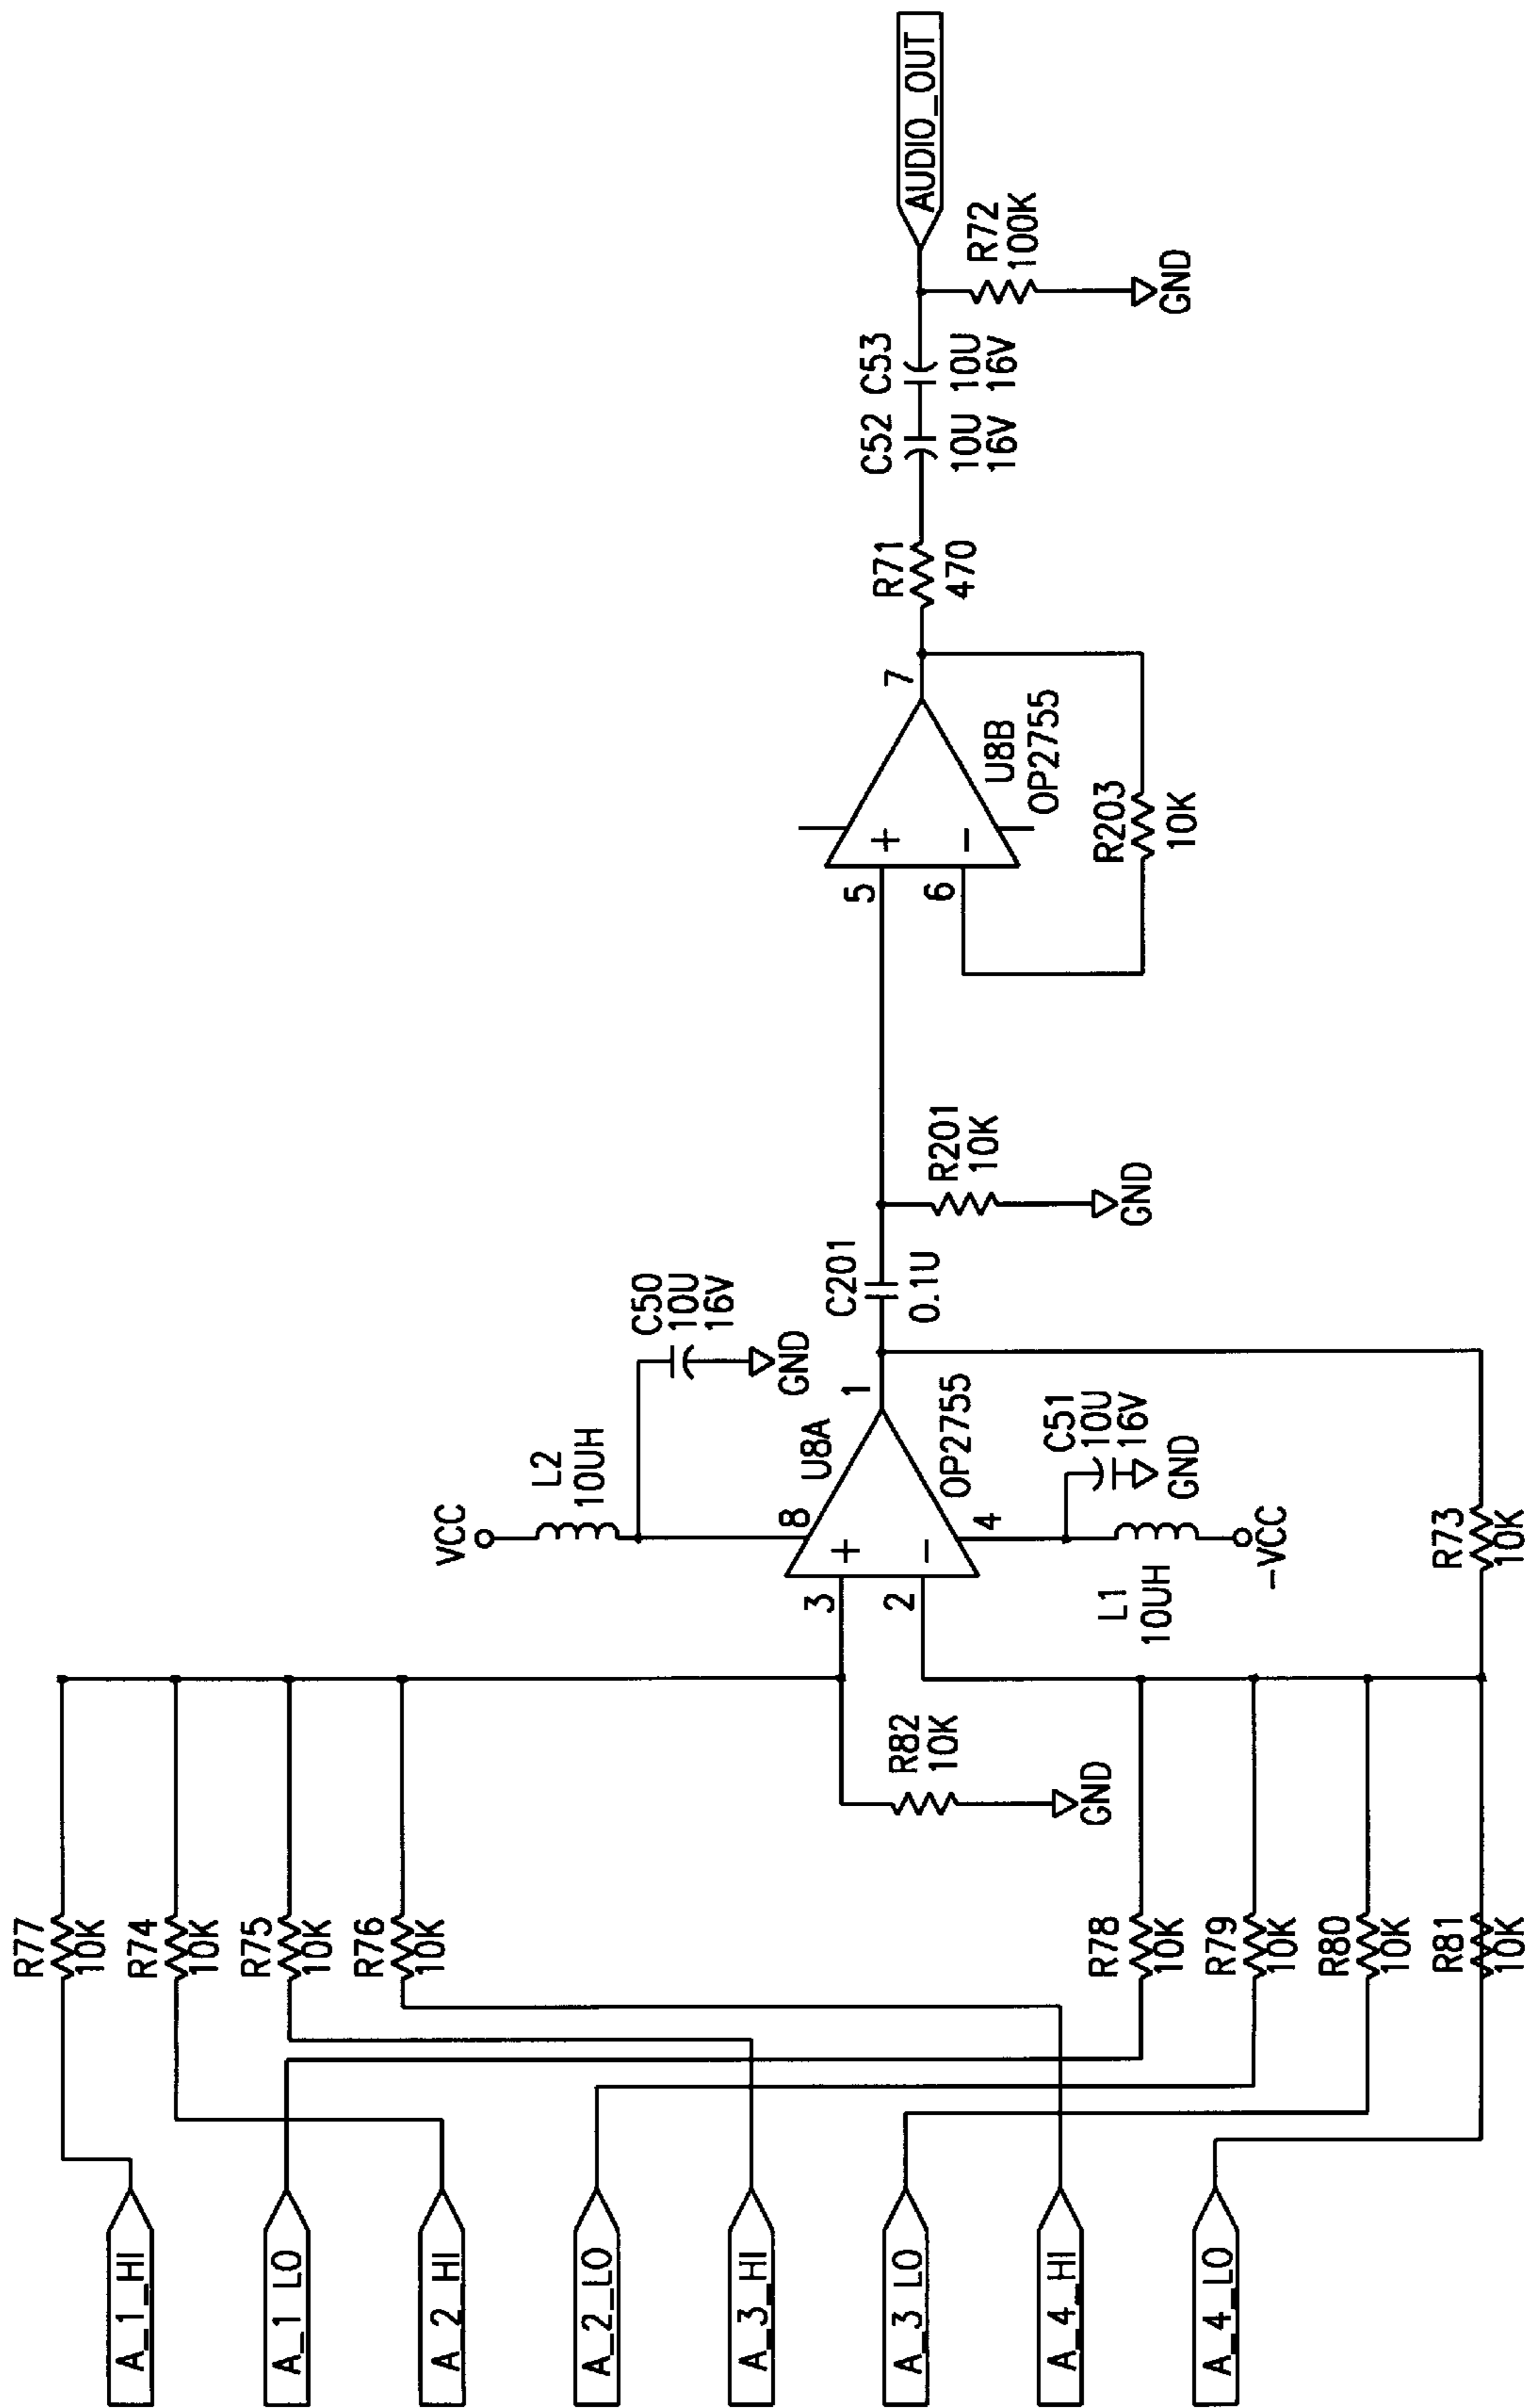 A_1_HI
A_1_LO
A_2_HI
A_2_LO
A_3_HI
A_3_LO
A_4_HI
A_4_LO
R77
10K
R74
10K
R75
10K
R76
10K
R78
10K
R79
10K
R80
10K
R81
10K
R82
10K
GND
VCC
L2
10UH
C50
10U
16V
GND
3
+
8
U8A
1
2
-
4
OP2755
C51
10U
16V
GND
L1
10UH
-VCC
R73
10K
C201
0.1U
R201
10K
GND
5
+
7
6
-
U8B
OP2755
R203
10K
R71
470
C52 C53
10U 10U
16V 16V
R72
100K
GND
AUDIO_OUT